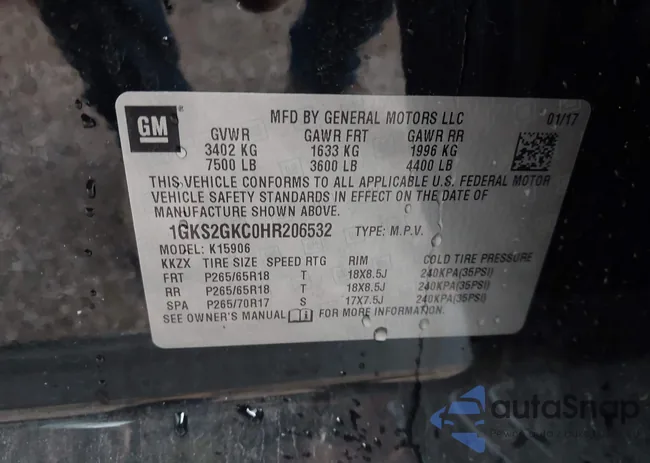 GM
MFD BY GENERAL MOTORS LLC 01/17
GVWR GAWR FRT GAWR RR
3402 KG 1633 KG 1996 KG
7500 LB 3600 LB 4400 LB
THIS VEHICLE CONFORMS TO ALL APPLICABLE U.S. FEDERAL MOTOR
VEHICLE SAFETY STANDARDS IN EFFECT ON THE DATE OF
MANUFACTURE SHOWN ABOVE.
1GKS2GKC0HR206532 TYPE: M.P.V.
MODEL: K15906
KKZX TIRE SIZE SPEED RTG RIM COLD TIRE PRESSURE
FRT P265/65R18 T 18X8.5J 240KPA(35PSI)
RR P265/65R18 T 18X8.5J 240KPA(35PSI)
SPA P265/70R17 S 17X7.5J 240KPA(35PSI)
SEE OWNER'S MANUAL FOR MORE INFORMATION.
autoSnap